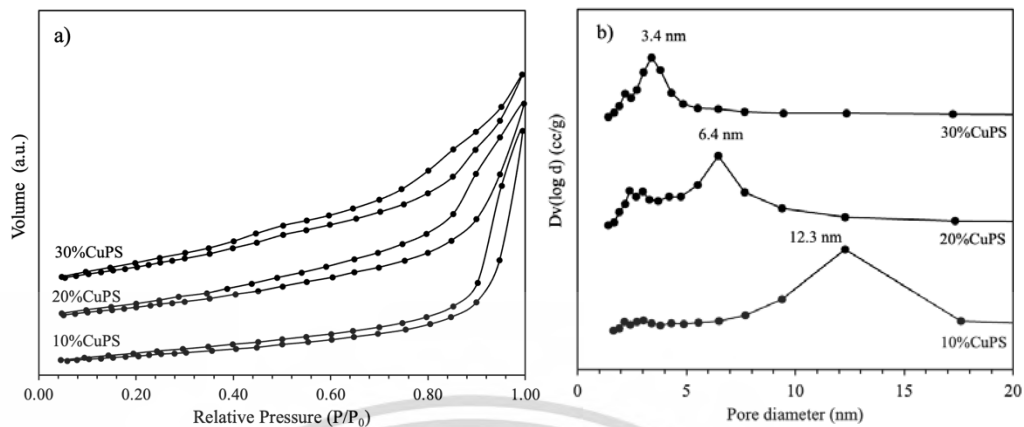 a)
Volume (a.u.)
30%CuPS
20%CuPS
10%CuPS
0.00 0.20 0.40 0.60 0.80 1.00
Relative Pressure (P/P₀)
b)
Dv(log d) (cc/g)
3.4 nm
30%CuPS
6.4 nm
20%CuPS
12.3 nm
10%CuPS
0 5 10 15 20
Pore diameter (nm)